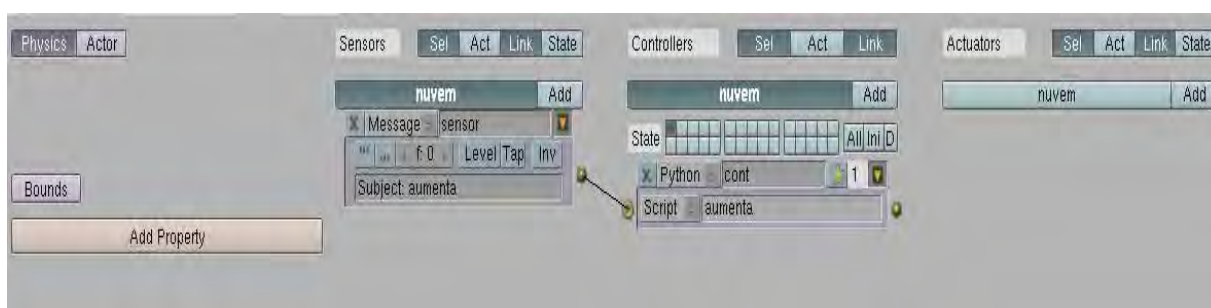 Physics Actor Sensors Sel Act Link State Controllers Sel Act Link Actuators Sel Act Link State
nuvem Add nuvem Add nuvem Add
X Message sensor
State All Ini D
f: 0 Level Tap Inv
X Python cont 1
Bounds
Subject: aumenta
Script aumenta
Add Property